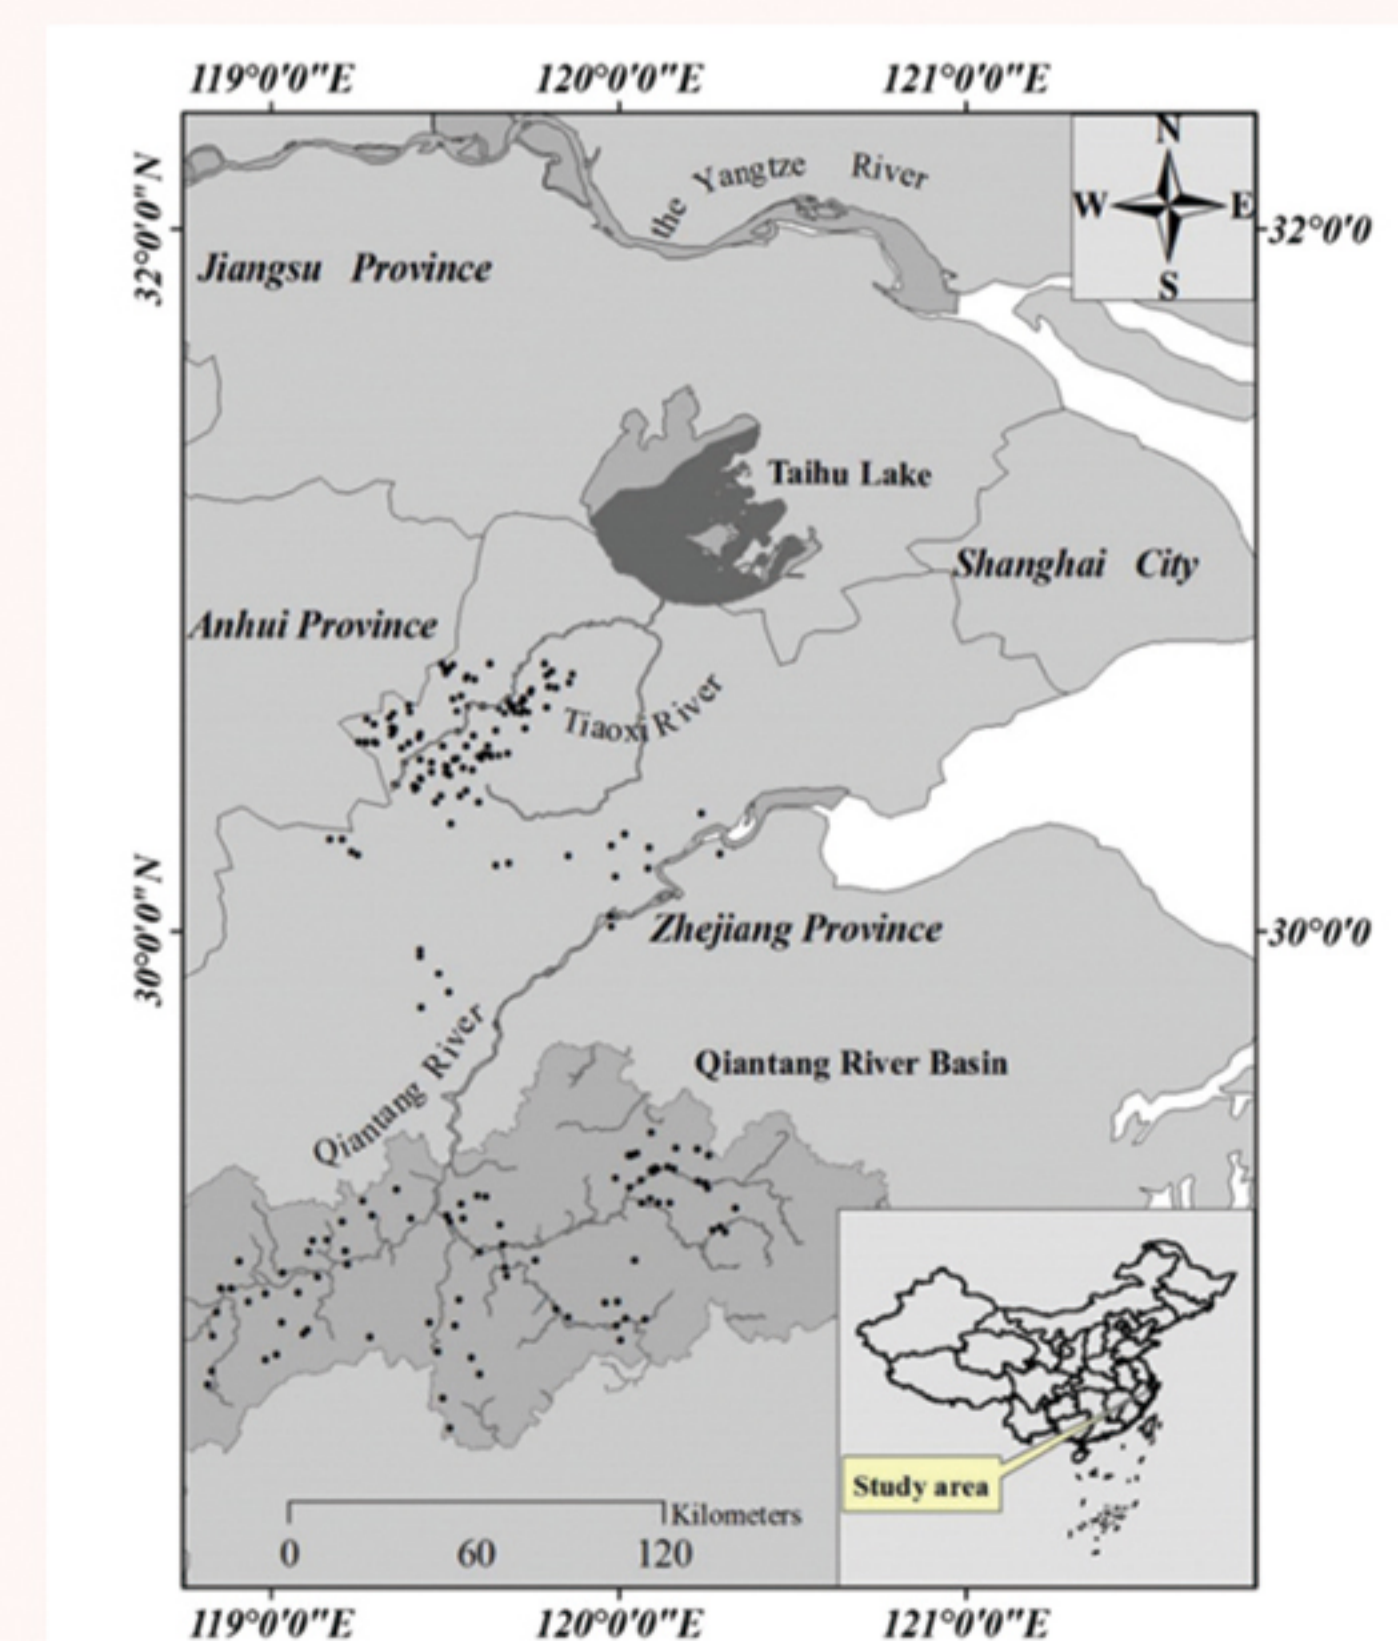 119°0'0"E 120°0'0"E 121°0'0"E
N
W E
S
the Yangtze River
32°0'0"N
32°0'0
Jiangsu Province
Taihu Lake
Shanghai City
Anhui Province
Tiaoxi River
30°0'0"N
Zhejiang Province
30°0'0
Qiantang River
Qiantang River Basin
Study area
Kilometers
0 60 120
119°0'0"E 120°0'0"E 121°0'0"E